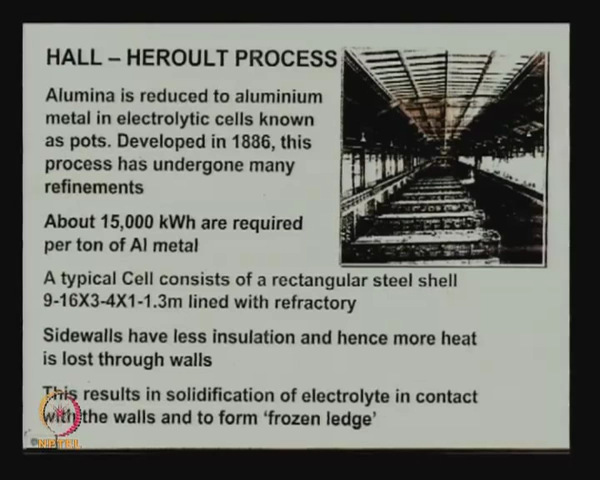 HALL – HEROULT PROCESS
Alumina is reduced to aluminium
metal in electrolytic cells known
as pots. Developed in 1886, this
process has undergone many
refinements
About 15,000 kWh are required
per ton of Al metal
A typical Cell consists of a rectangular steel shell
9-16X3-4X1-1.3m lined with refractory
Sidewalls have less insulation and hence more heat
is lost through walls
This results in solidification of electrolyte in contact
with the walls and to form 'frozen ledge'
NPTEL